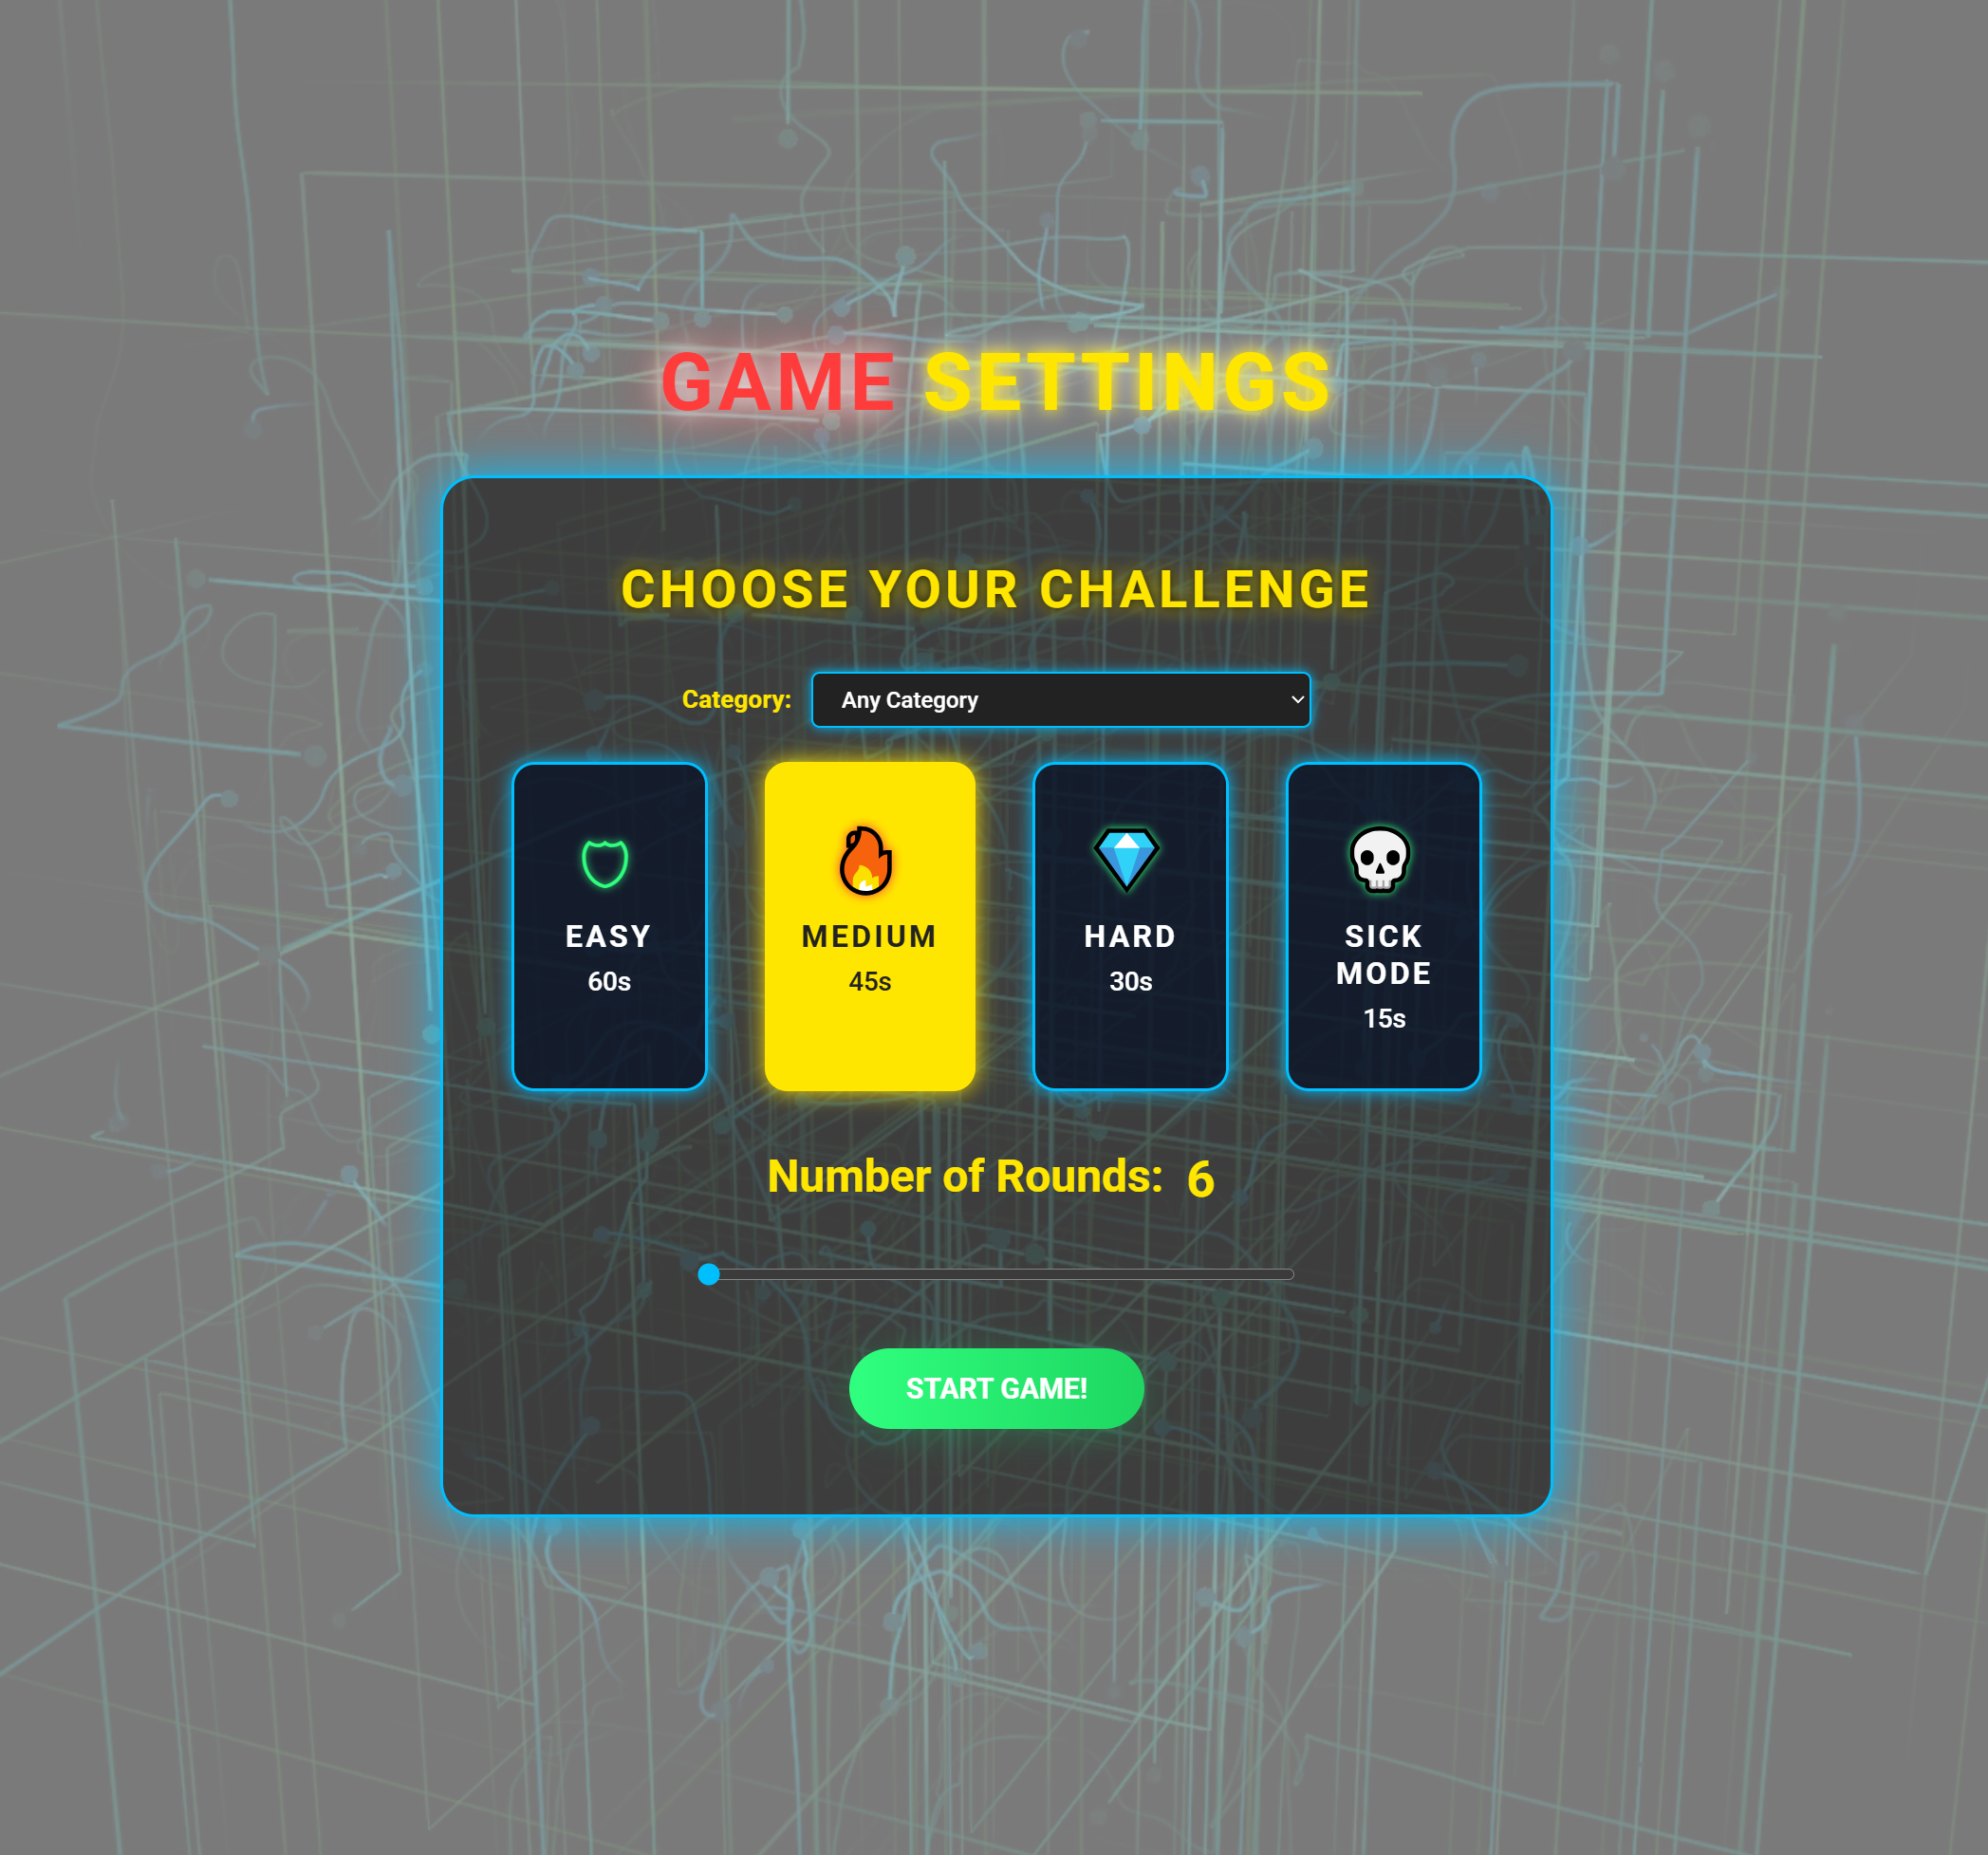 GAME SETTINGS
CHOOSE YOUR CHALLENGE
Category: Any Category
EASY
60s
MEDIUM
45s
HARD
30s
SICK
MODE
15s
Number of Rounds: 6
START GAME!